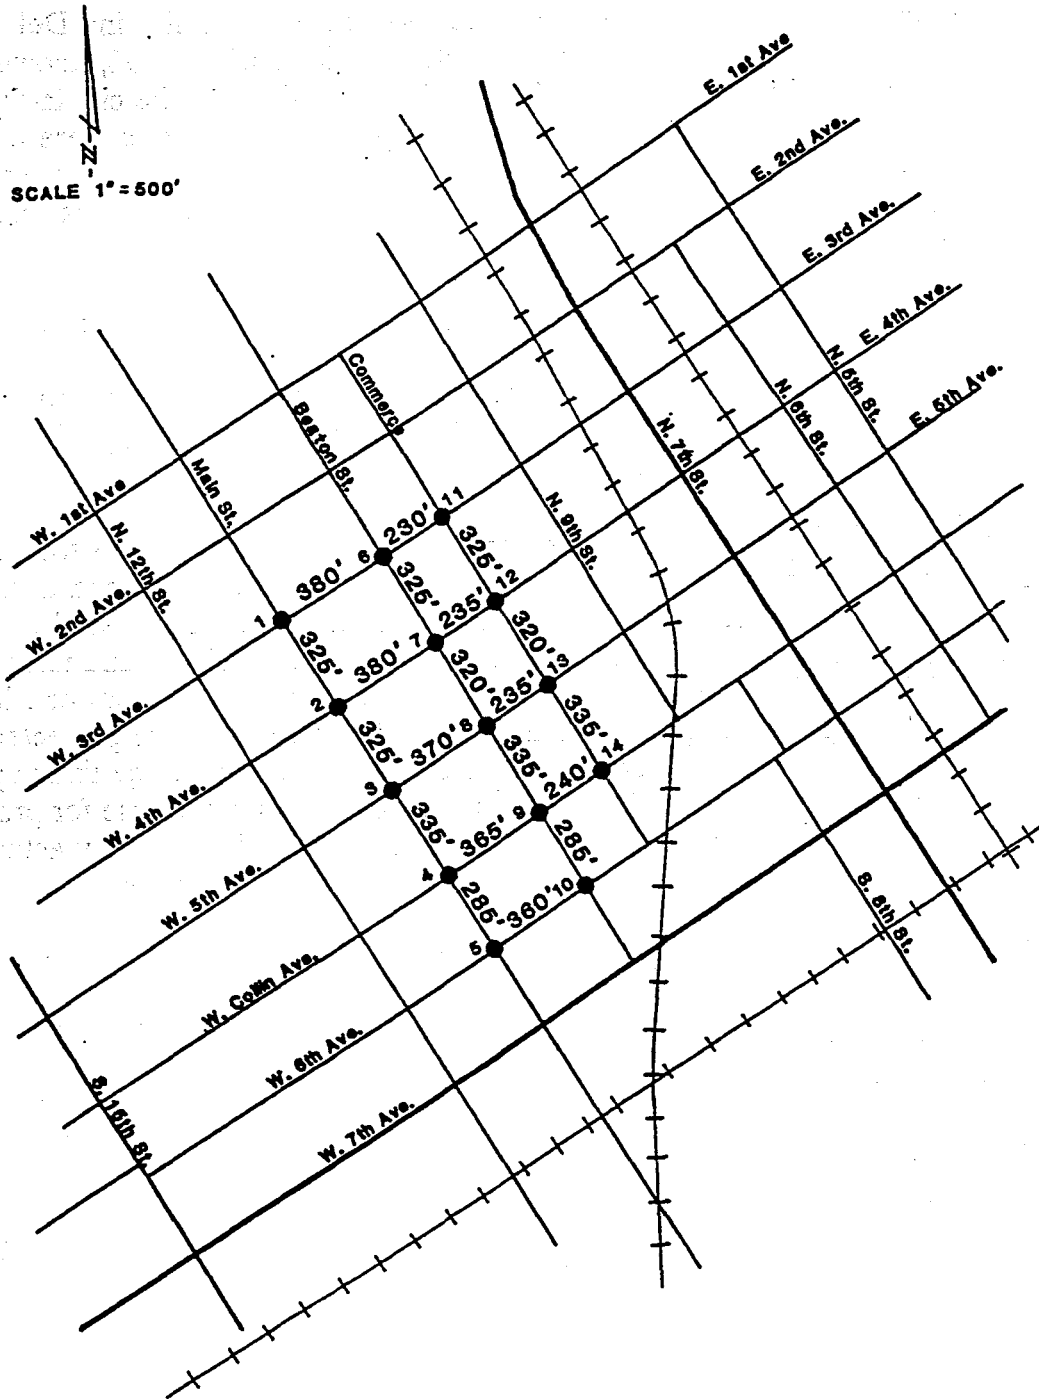 -N-
SCALE 1"=500'
E. 1st Ave
E. 2nd Ave.
E. 3rd Ave.
E. 4th Ave.
E. 5th Ave.
N. 5th St.
N. 6th St.
N. 7th St.
N. 9th St.
Commerce
Beaton St.
Main St.
N. 12th St.
W. 1st Ave
W. 2nd Ave.
W. 3rd Ave.
W. 4th Ave.
W. 5th Ave.
W. Collin Ave.
W. 6th Ave.
W. 7th Ave.
S. 15th St.
S. 8th St.
1 380' 6 230' 11
325' 325' 325'
2 380' 7 235' 12
325' 320' 320'
3 370' 8 235' 13
335' 335' 335'
4 365' 9 240' 14
285' 285'
5 360' 10